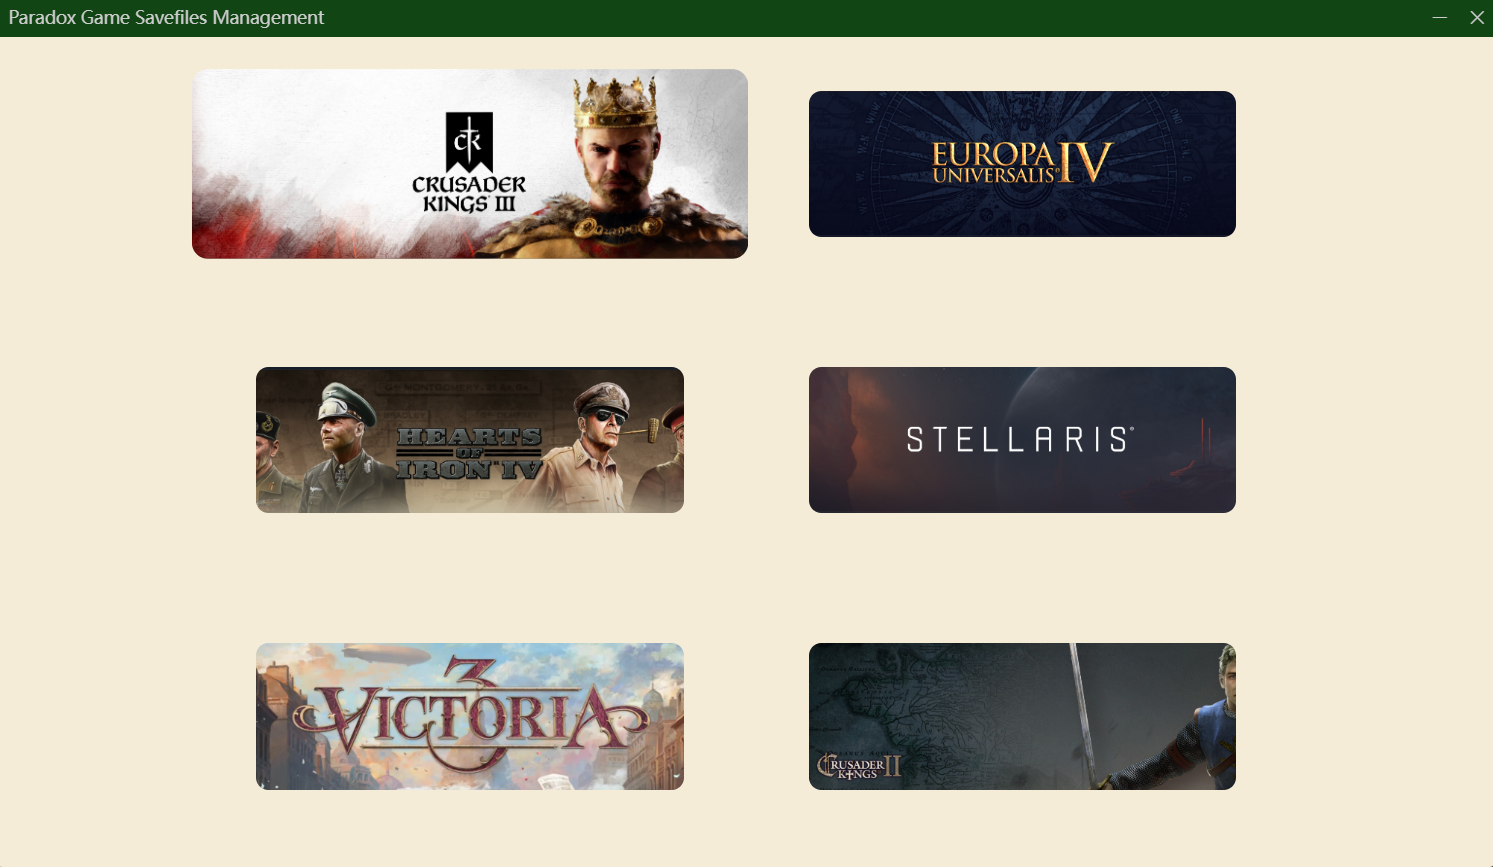 Paradox Game Savefiles Management
ck
CRUSADER
KINGS III
EUROPA
UNIVERSALIS IV
HEARTS
OF
IRON IV
STELLARIS
3
VICTORIA
CRUSADER
KINGS II